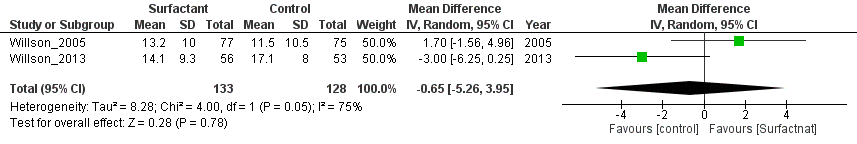 Surfactant Control Mean Difference Mean Difference
Study or Subgroup Mean SD Total Mean SD Total Weight IV, Random, 95% CI Year IV, Random, 95% CI
Willson_2005 13.2 10 77 11.5 10.5 75 50.0% 1.70 [-1.56, 4.96] 2005
Willson_2013 14.1 9.3 56 17.1 8 53 50.0% -3.00 [-6.25, 0.25] 2013
Total (95% CI) 133 128 100.0% -0.65 [-5.26, 3.95]
Heterogeneity: Tau² = 8.28; Chi² = 4.00, df = 1 (P = 0.05); I² = 75%
Test for overall effect: Z = 0.28 (P = 0.78)
-4 -2 0 2 4
Favours [control] Favours [Surfactnat]